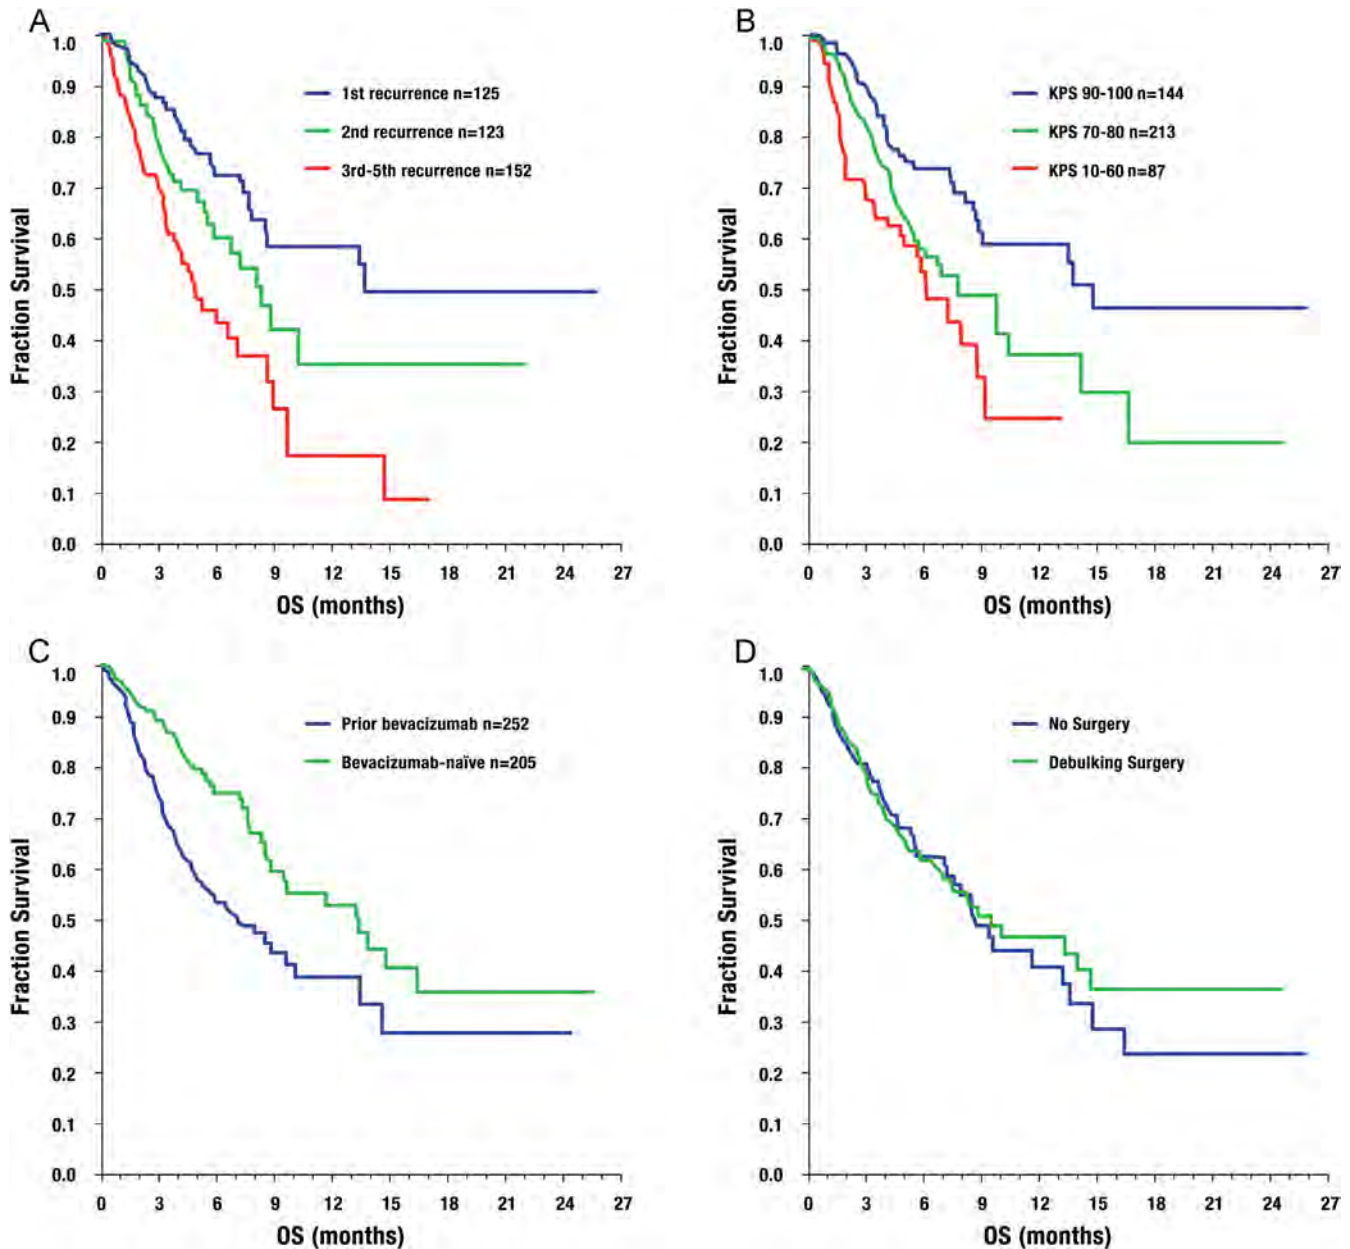 A
1.0
0.9
0.8
0.7
0.6
0.5
0.4
0.3
0.2
0.1
0.0
Fraction Survival
1st recurrence n=125
2nd recurrence n=123
3rd-5th recurrence n=152
0 3 6 9 12 15 18 21 24 27
OS (months)
B
1.0
0.9
0.8
0.7
0.6
0.5
0.4
0.3
0.2
0.1
0.0
Fraction Survival
KPS 90-100 n=144
KPS 70-80 n=213
KPS 10-60 n=87
0 3 6 9 12 15 18 21 24 27
OS (months)
C
1.0
0.9
0.8
0.7
0.6
0.5
0.4
0.3
0.2
0.1
0.0
Fraction Survival
Prior bevacizumab n=252
Bevacizumab-naïve n=205
0 3 6 9 12 15 18 21 24 27
OS (months)
D
1.0
0.9
0.8
0.7
0.6
0.5
0.4
0.3
0.2
0.1
0.0
Fraction Survival
No Surgery
Debulking Surgery
0 3 6 9 12 15 18 21 24 27
OS (months)